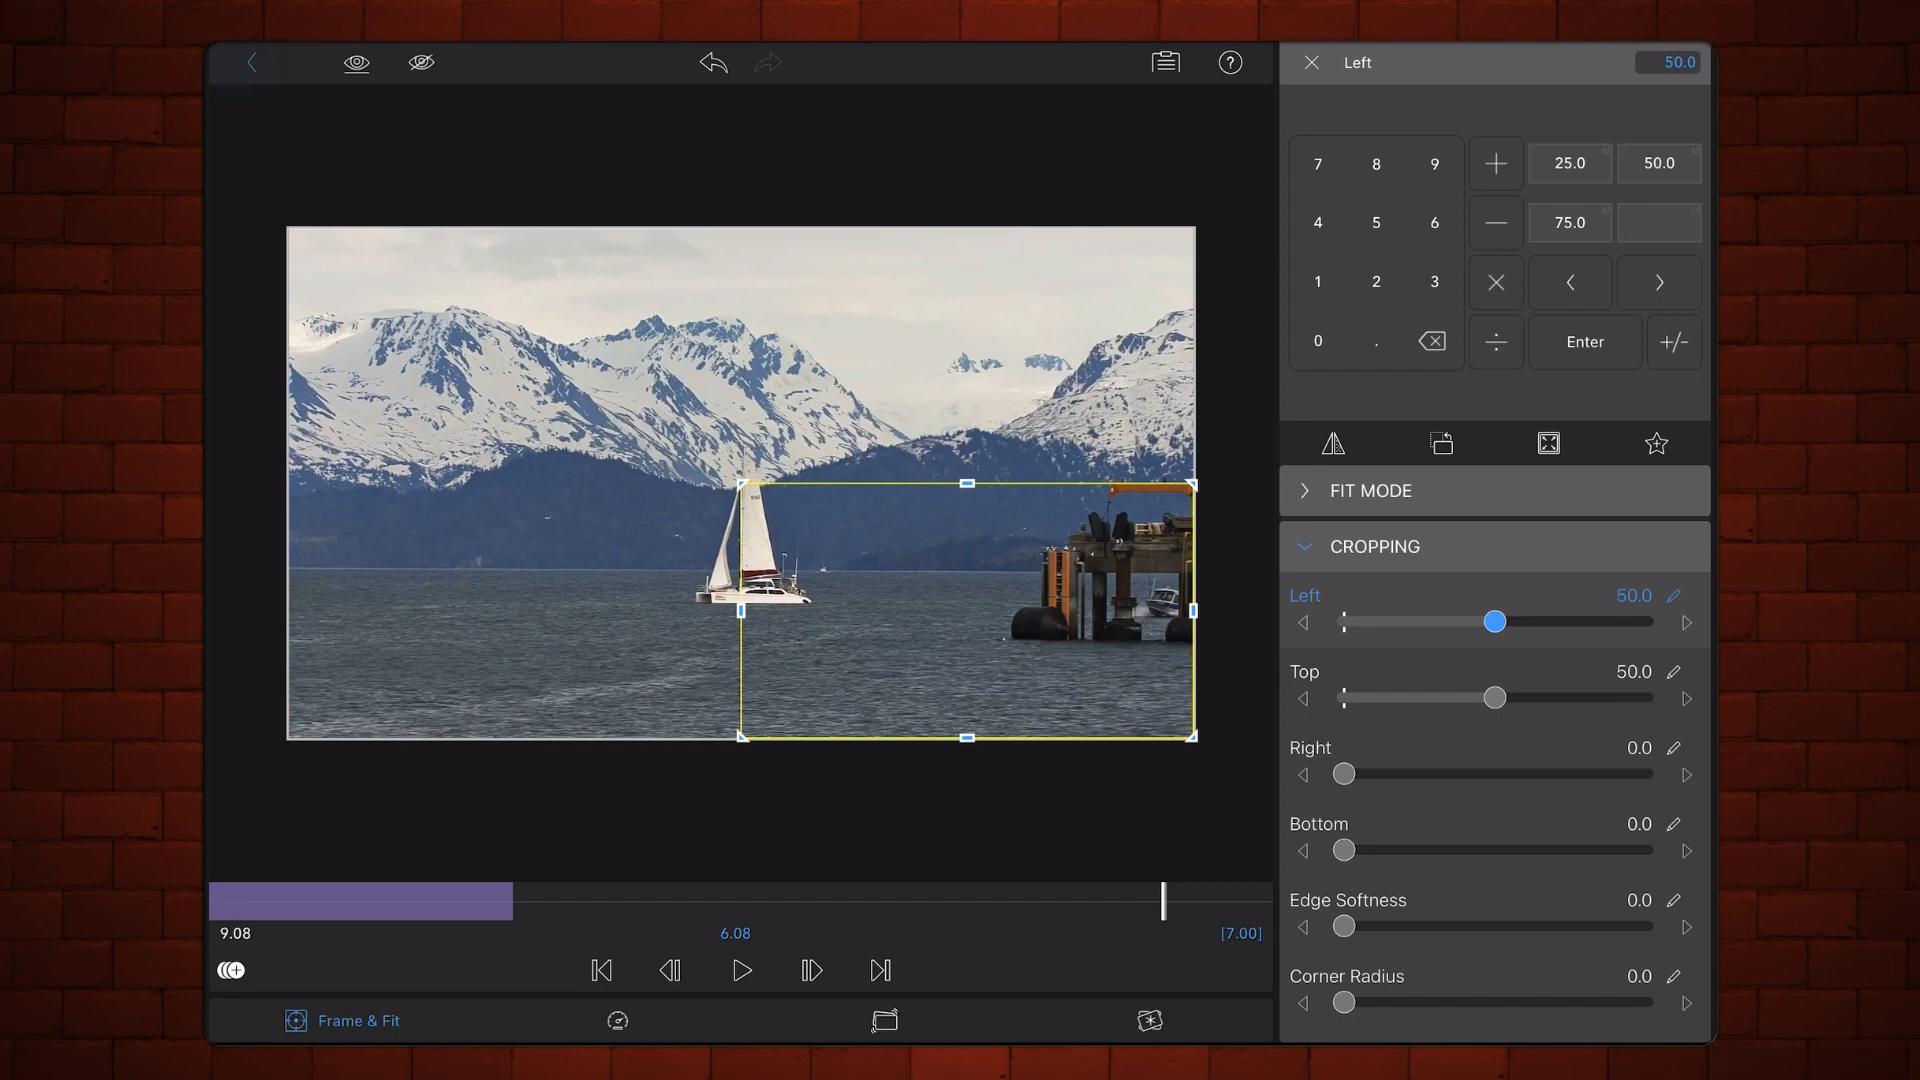 Left 50.0
7 8 9 25.0 M 50.0 M
4 5 6 75.0 M M
1 2 3
0 . Enter +/-
FIT MODE
CROPPING
Left 50.0
Top 50.0
Right 0.0
Bottom 0.0
Edge Softness 0.0
Corner Radius 0.0
9.08 6.08 [7.00]
Frame & Fit